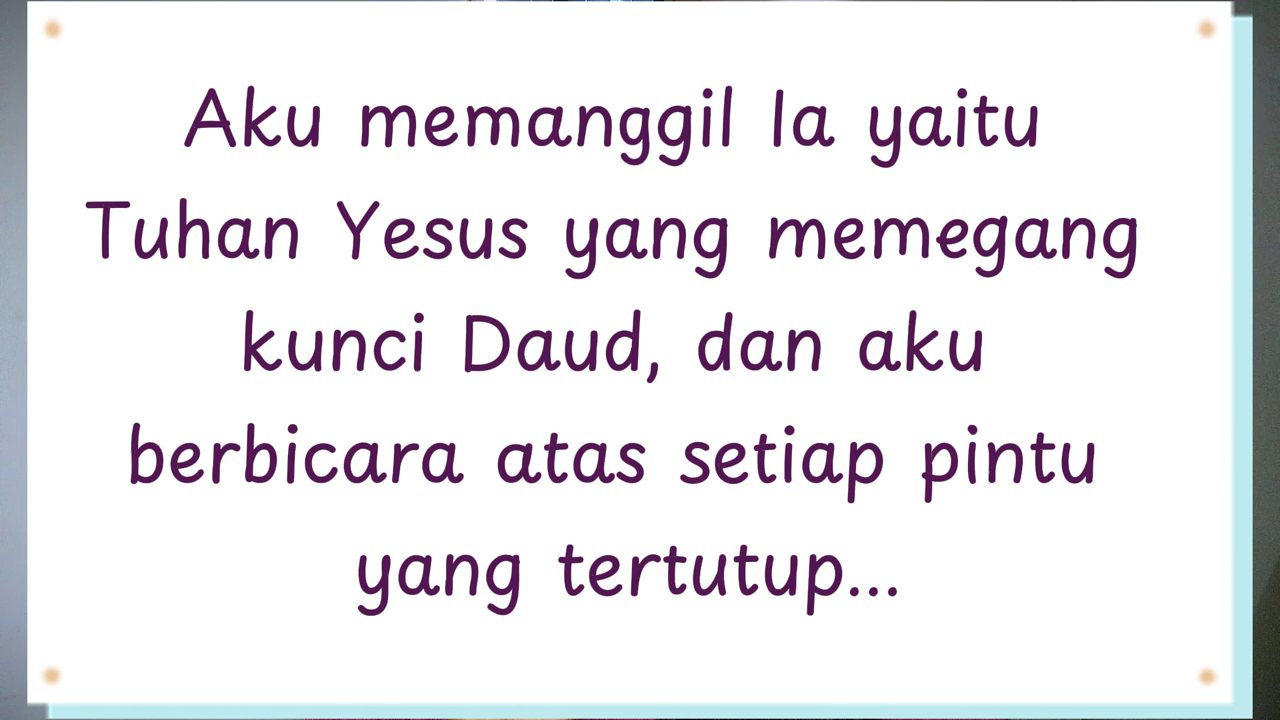 Aku memanggil Ia yaitu
Tuhan Yesus yang memegang
kunci Daud, dan aku
berbicara atas setiap pintu
yang tertutup...